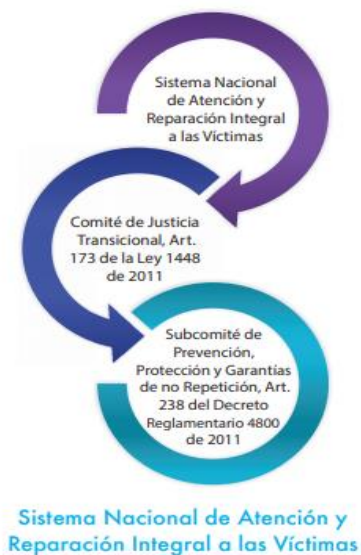 Sistema Nacional
de Atención y
Reparación Integral
a las Víctimas
Comité de Justicia
Transicional, Art.
173 de la Ley 1448
de 2011
Subcomité de
Prevención,
Protección y Garantías
de no Repetición, Art.
238 del Decreto
Reglamentario 4800
de 2011
Sistema Nacional de Atención y
Reparación Integral a las Víctimas